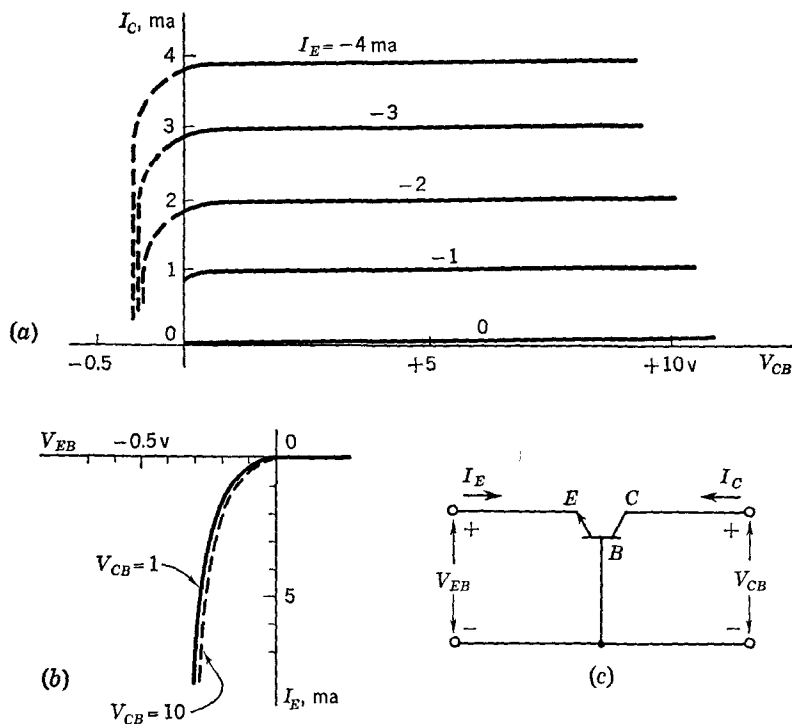 I_C, ma
I_E = −4 ma
4
3
−3
2
−2
1
−1
0
0
(a)
−0.5
+5
+10 v
V_CB
V_EB
−0.5 v
0
V_CB = 1
5
(b)
V_CB = 10
I_E, ma
I_E
I_C
E
C
+
+
B
V_EB
V_CB
−
−
(c)